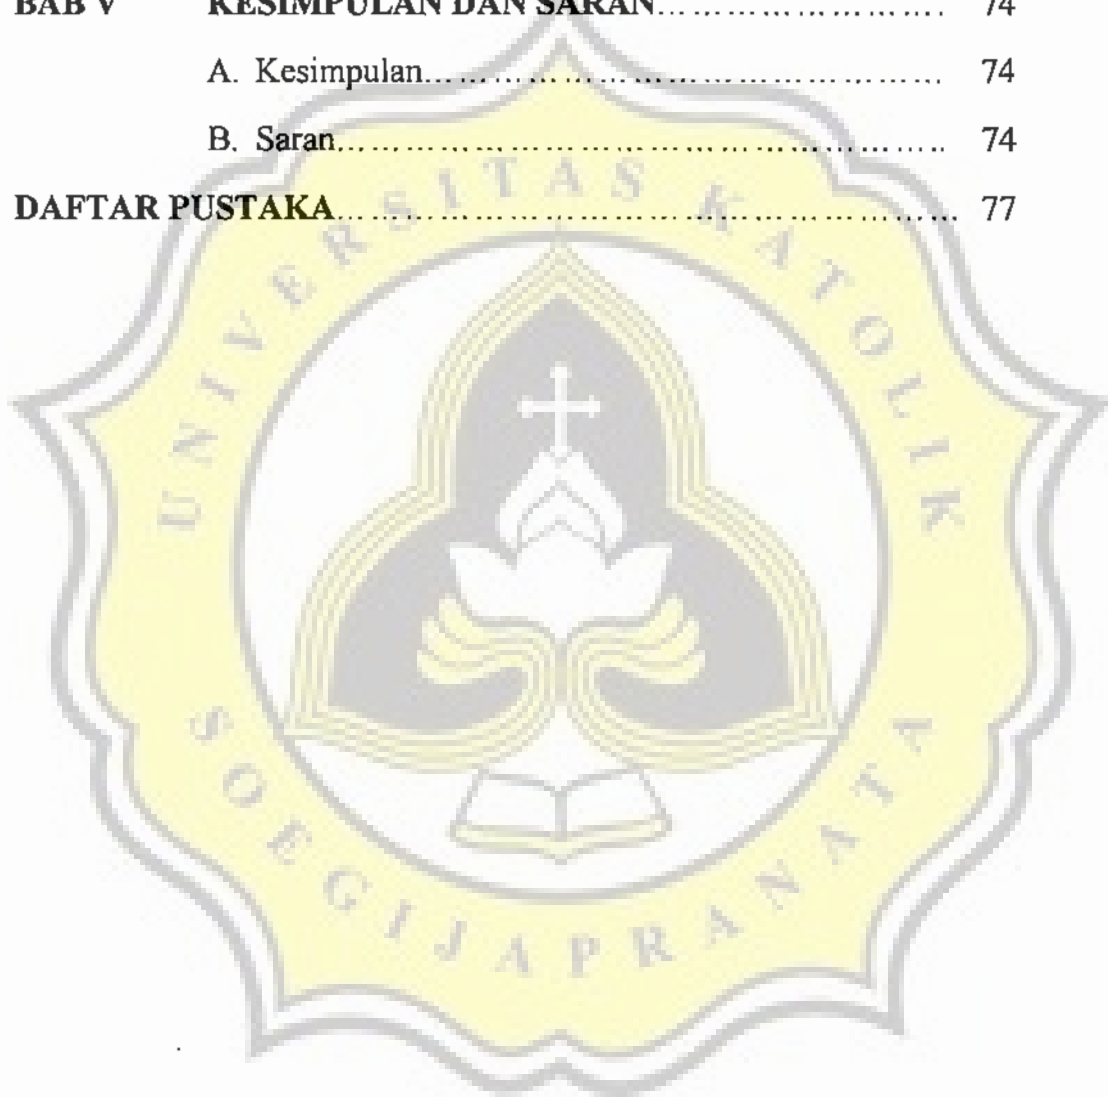 BAB V KESIMPULAN DAN SARAN........................ 74
A. Kesimpulan........................................ 74
B. Saran................................................ 74
DAFTAR PUSTAKA........................................ 77
UNIVERSITAS KATOLIK
SOEGIJAPRANATA